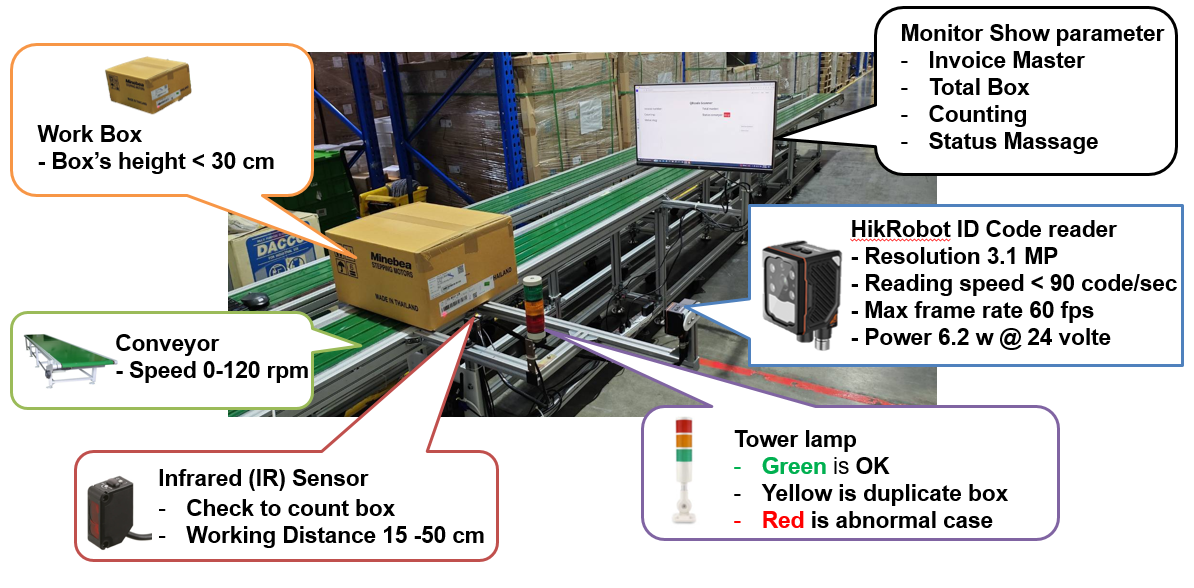 Monitor Show parameter
- Invoice Master
- Total Box
- Counting
- Status Massage
Work Box
- Box's height < 30 cm
HikRobot ID Code reader
- Resolution 3.1 MP
- Reading speed < 90 code/sec
- Max frame rate 60 fps
- Power 6.2 w @ 24 volte
DACCO
Minebea
STEPPING MOTORS
MADE IN THAILAND
THAILAND
Conveyor
- Speed 0-120 rpm
Infrared (IR) Sensor
- Check to count box
- Working Distance 15 -50 cm
Tower lamp
- Green is OK
- Yellow is duplicate box
- Red is abnormal case